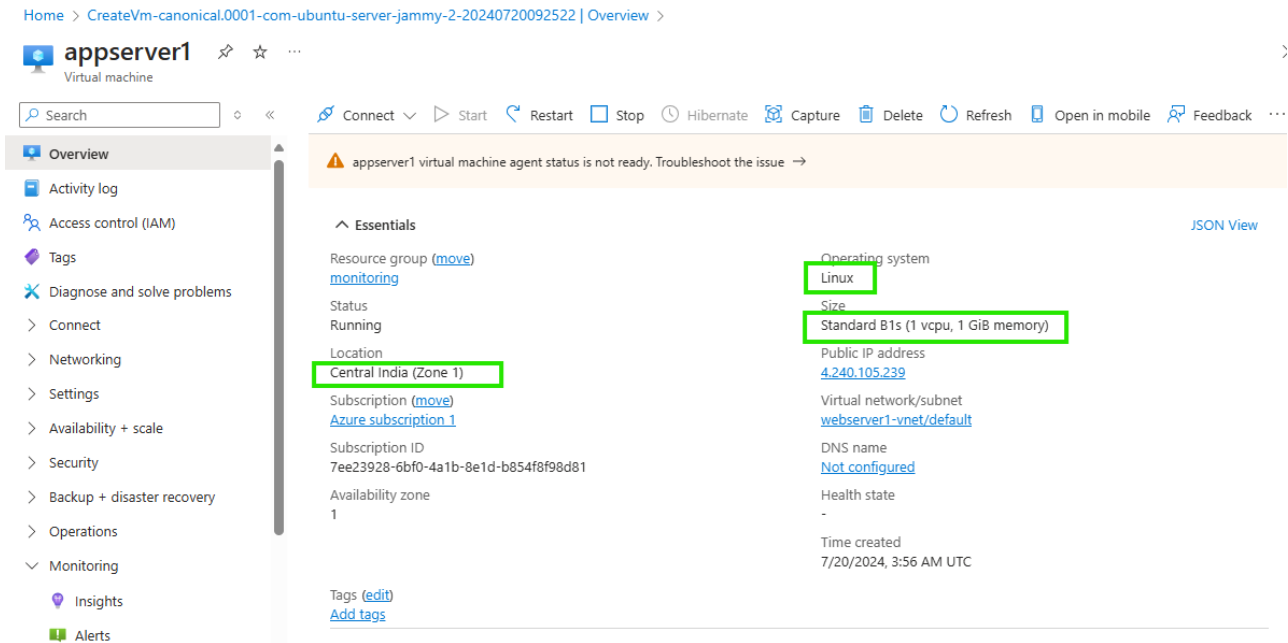 Home > CreateVm-canonical.0001-com-ubuntu-server-jammy-2-20240720092522 | Overview >
appserver1
Virtual machine
Search
Connect Start Restart Stop Hibernate Capture Delete Refresh Open in mobile Feedback
Overview
Activity log
Access control (IAM)
Tags
Diagnose and solve problems
Connect
Networking
Settings
Availability + scale
Security
Backup + disaster recovery
Operations
Monitoring
Insights
Alerts
appserver1 virtual machine agent status is not ready. Troubleshoot the issue →
Essentials
JSON View
Resource group (move)
monitoring
Status
Running
Location
Central India (Zone 1)
Subscription (move)
Azure subscription 1
Subscription ID
7ee23928-6bf0-4a1b-8e1d-b854f8f98d81
Availability zone
1
Operating system
Linux
Size
Standard B1s (1 vcpu, 1 GiB memory)
Public IP address
4.240.105.239
Virtual network/subnet
webserver1-vnet/default
DNS name
Not configured
Health state
-
Time created
7/20/2024, 3:56 AM UTC
Tags (edit)
Add tags